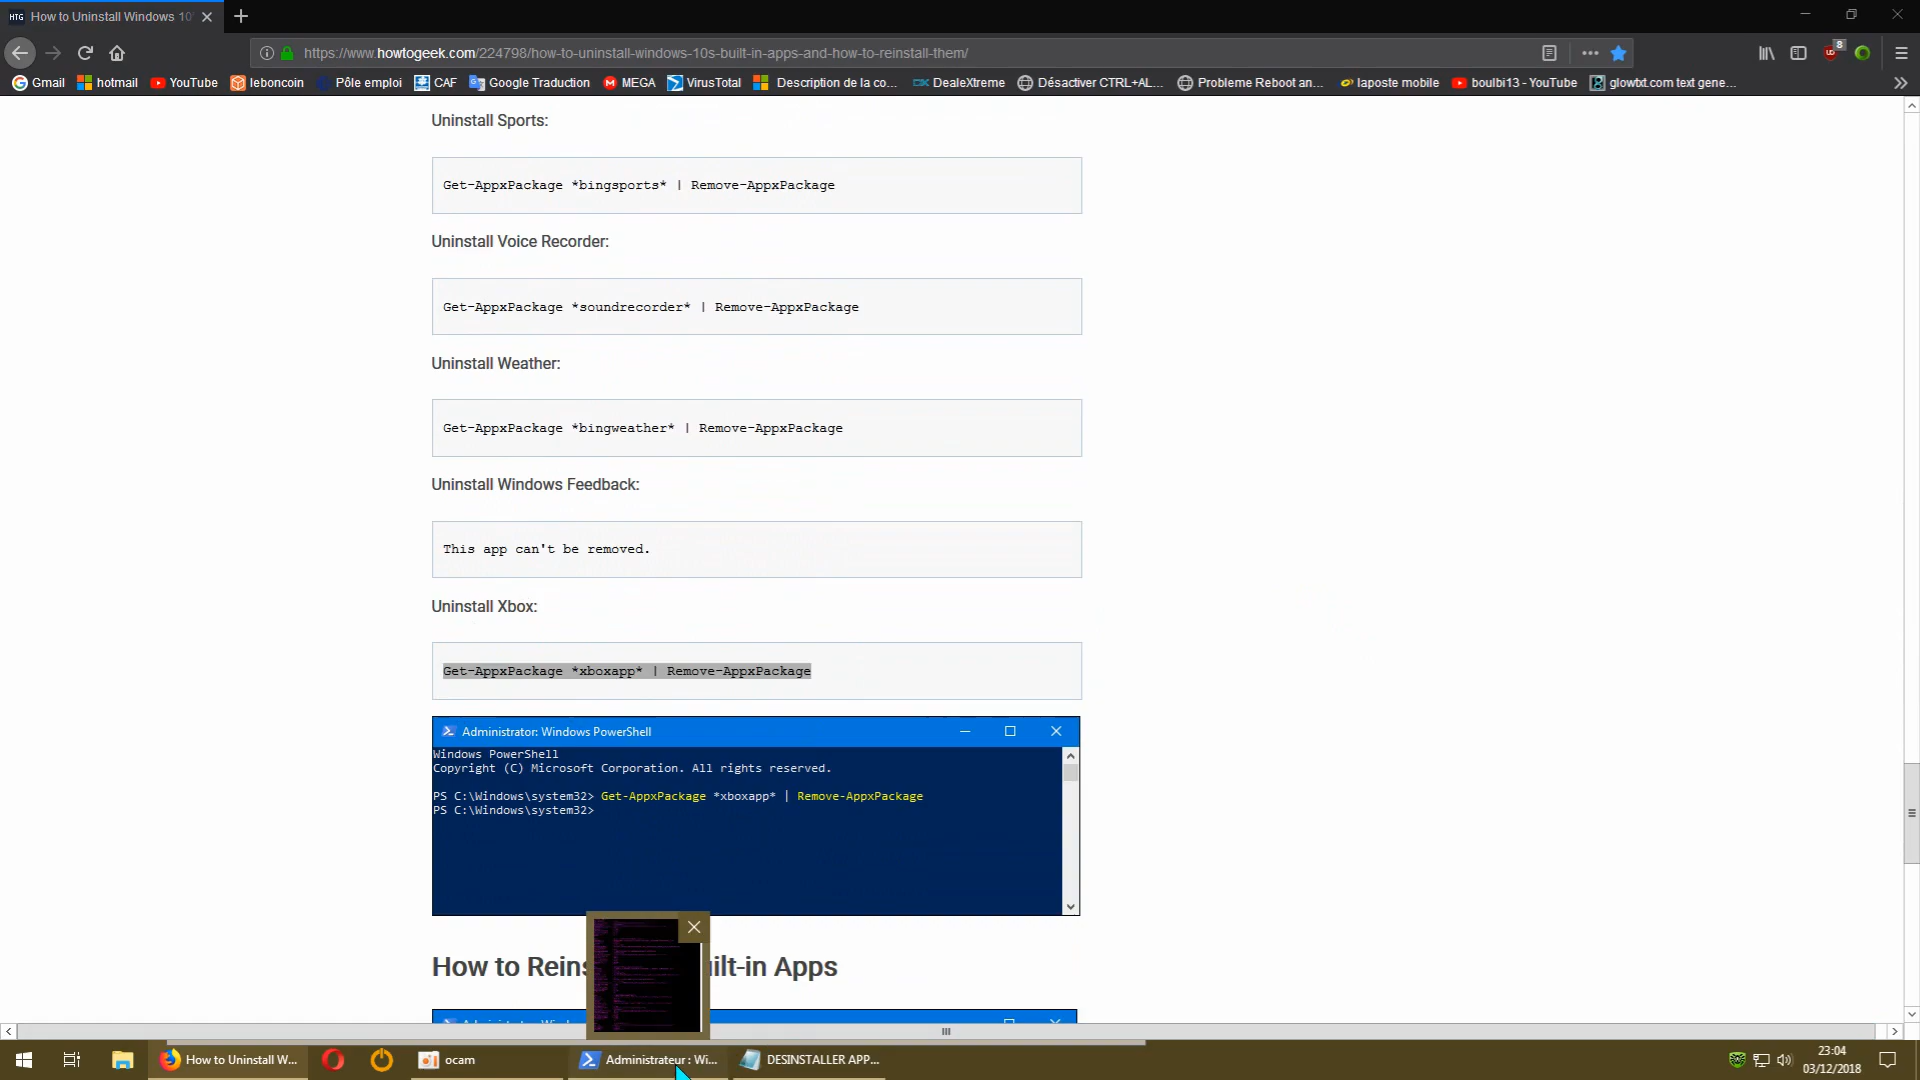 HTG How to Uninstall Windows 10'
https://www.howtogeek.com/224798/how-to-uninstall-windows-10s-built-in-apps-and-how-to-reinstall-them/
8
Gmail hotmail YouTube leboncoin Pôle emploi CAF Google Traduction MEGA VirusTotal Description de la co... DX DealeXtreme Désactiver CTRL+AL... Probleme Reboot an... laposte mobile boulbi13 - YouTube glowtxt.com text gene...
Uninstall Sports:
Get-AppxPackage *bingsports* | Remove-AppxPackage
Uninstall Voice Recorder:
Get-AppxPackage *soundrecorder* | Remove-AppxPackage
Uninstall Weather:
Get-AppxPackage *bingweather* | Remove-AppxPackage
Uninstall Windows Feedback:
This app can't be removed.
Uninstall Xbox:
Get-AppxPackage *xboxapp* | Remove-AppxPackage
Administrator: Windows PowerShell
Windows PowerShell
Copyright (C) Microsoft Corporation. All rights reserved.
PS C:\Windows\system32> Get-AppxPackage *xboxapp* | Remove-AppxPackage
PS C:\Windows\system32>
How to Reins ilt-in Apps
How to Uninstall W... ocam Administrateur : Wi... DESINSTALLER APP...
23:04
03/12/2018